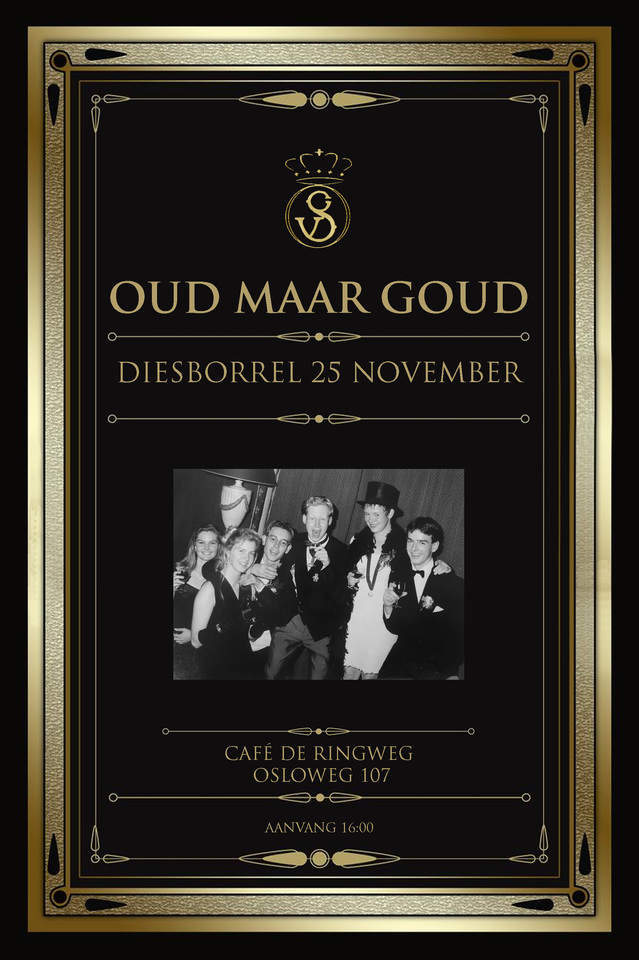 OUD MAAR GOUD
DIESBORREL 25 NOVEMBER
CAFÉ DE RINGWEG
OSLOWEG 107
AANVANG 16:00